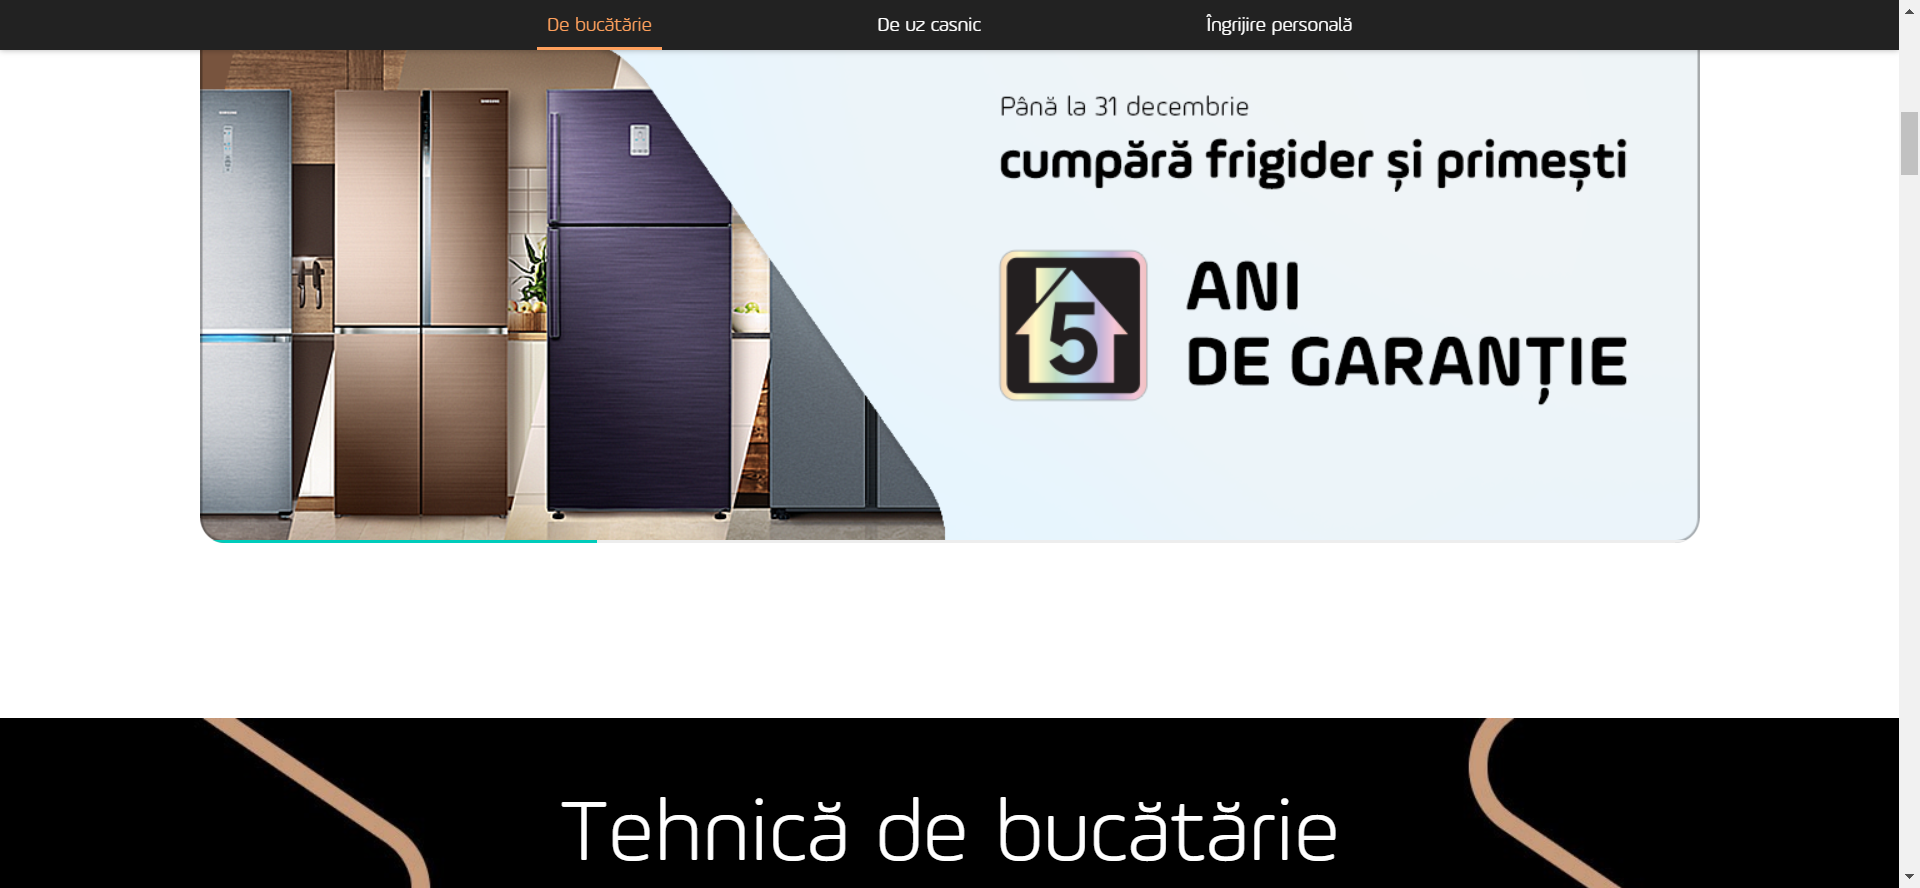 De bucătărie
De uz casnic
Îngrijire personală
Până la 31 decembrie
cumpără frigider și primești
5
ANI
DE GARANȚIE
SAMSUNG
Tehnică de bucătărie